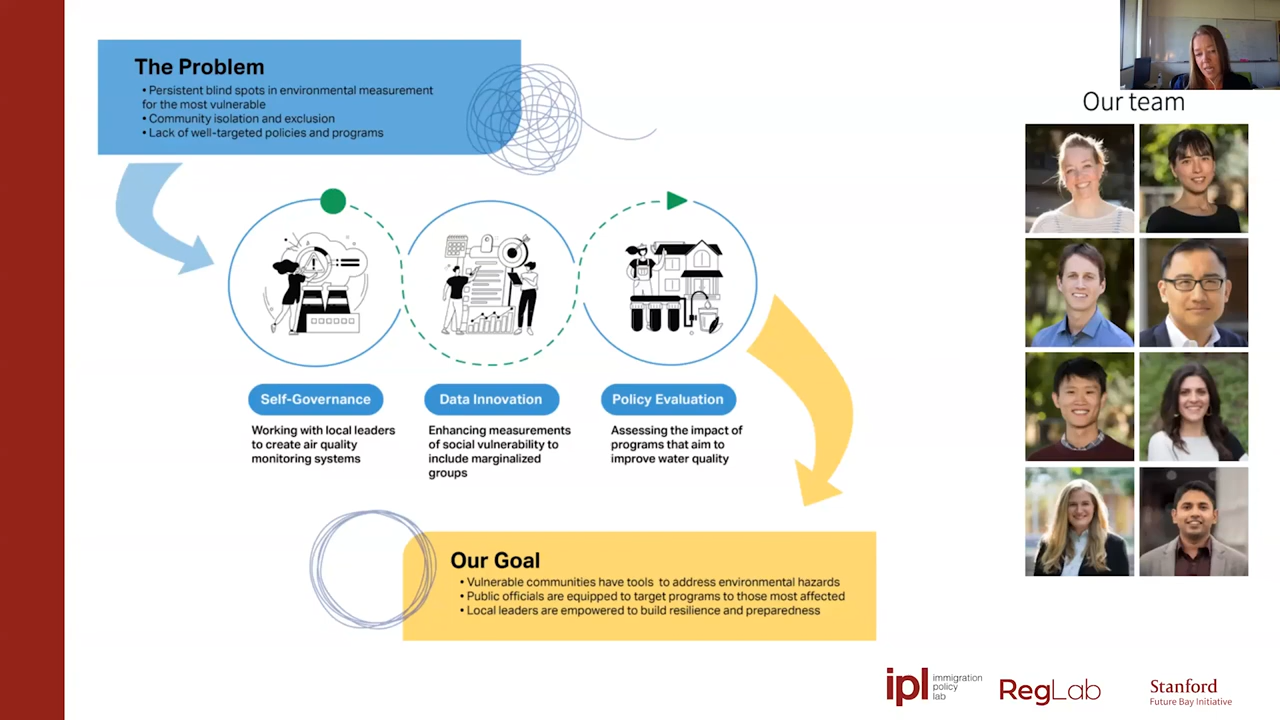 The Problem
• Persistent blind spots in environmental measurement
for the most vulnerable
• Community isolation and exclusion
• Lack of well-targeted policies and programs
Our team
Self-Governance
Working with local leaders
to create air quality
monitoring systems
Data Innovation
Enhancing measurements
of social vulnerability to
include marginalized
groups
Policy Evaluation
Assessing the impact of
programs that aim to
improve water quality
Our Goal
• Vulnerable communities have tools to address environmental hazards
• Public officials are equipped to target programs to those most affected
• Local leaders are empowered to build resilience and preparedness
ipl
immigration
policy
lab
RegLab
Stanford
Future Bay Initiative